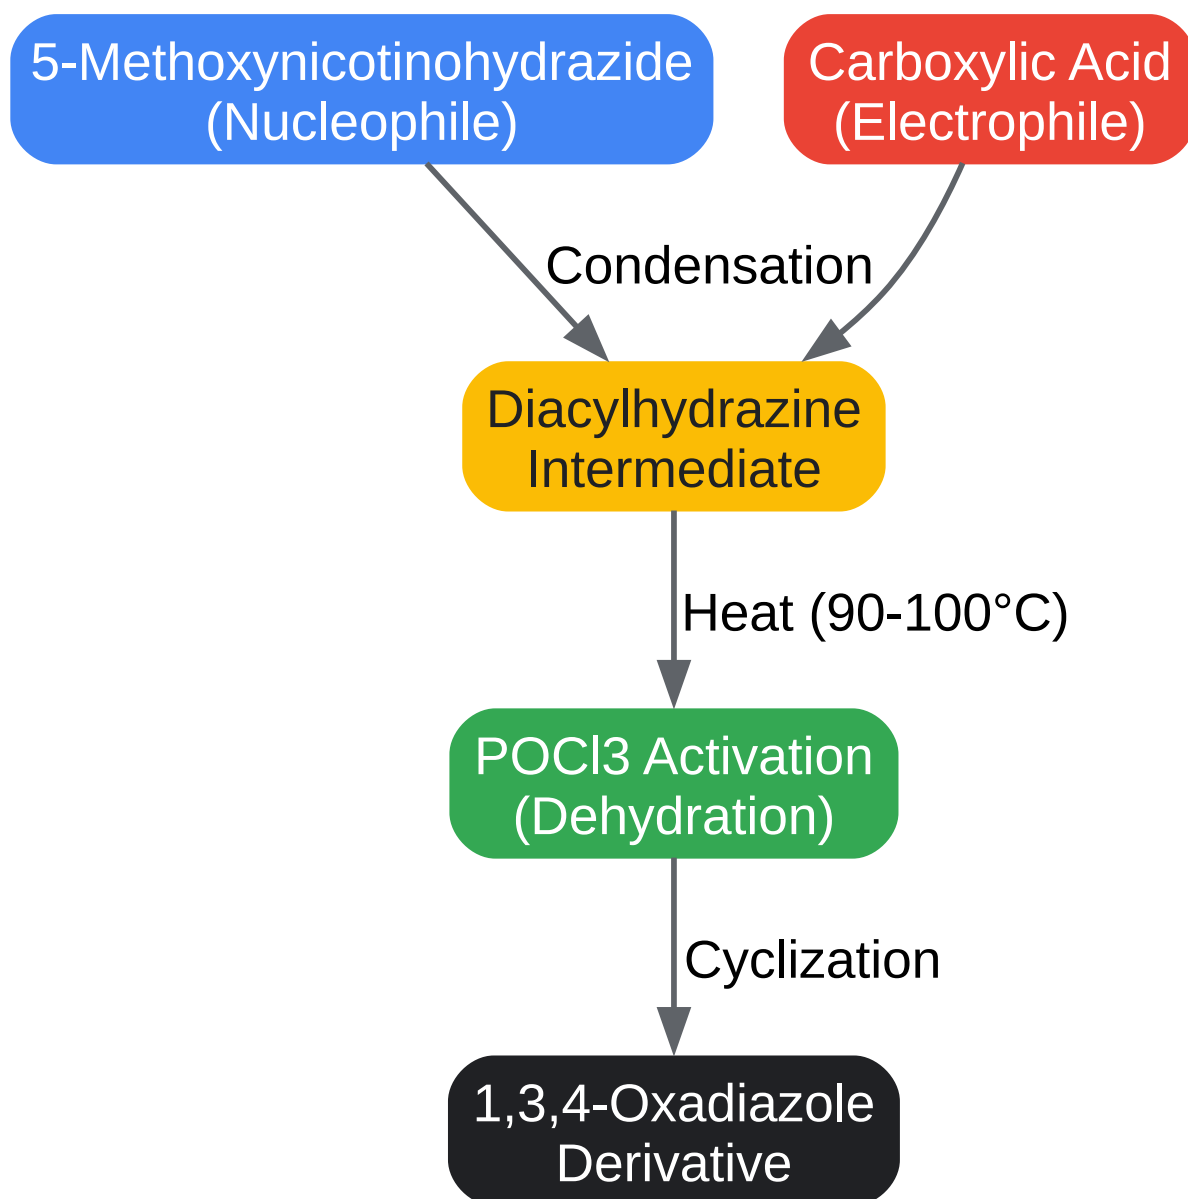 5-Methoxynicotinohydrazide
(Nucleophile)
Carboxylic Acid
(Electrophile)
Condensation
Diacylhydrazine
Intermediate
Heat (90-100°C)
POCl3 Activation
(Dehydration)
Cyclization
1,3,4-Oxadiazole
Derivative